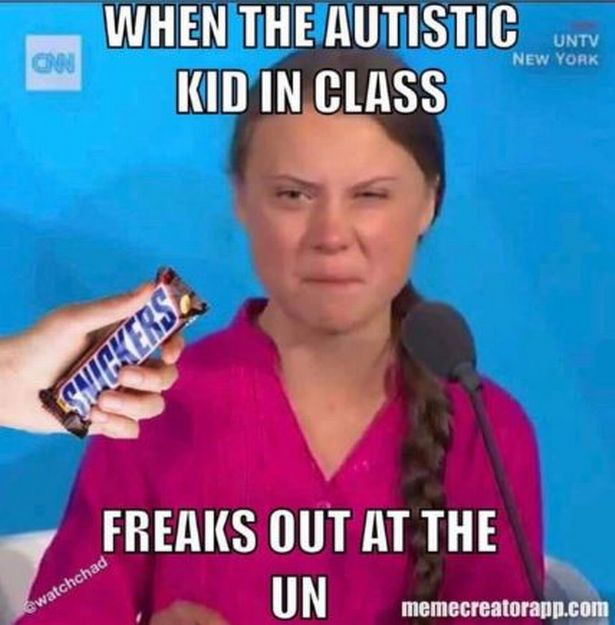 WHEN THE AUTISTIC
KID IN CLASS
CNN
UNTV
NEW YORK
SNICKERS
FREAKS OUT AT THE
UN
@watchchad
memecreatorapp.com